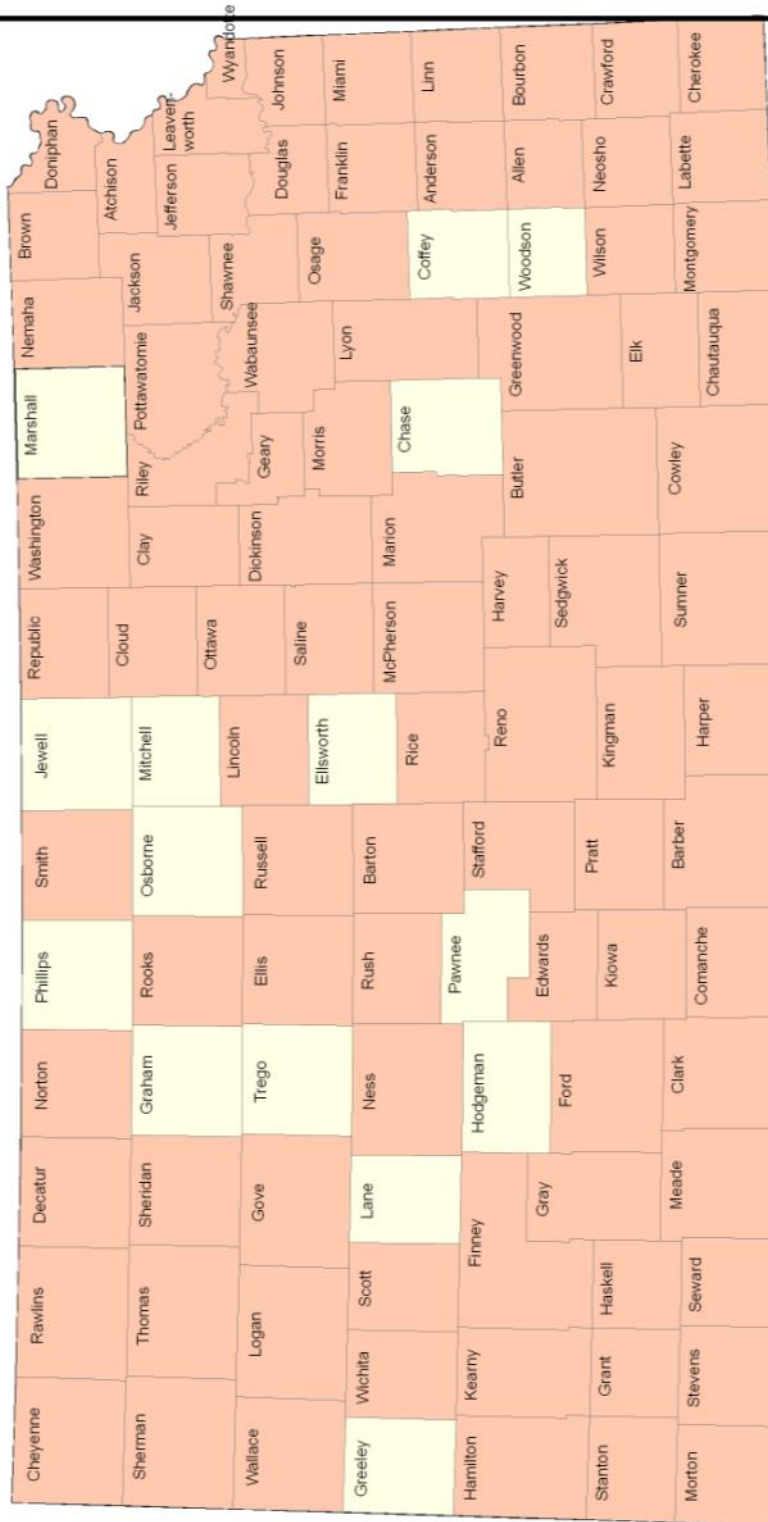 Cheyenne
Rawlins
Decatur
Norton
Phillips
Smith
Jewell
Republic
Washington
Marshall
Nemaha
Brown
Doniphan
Sherman
Thomas
Sheridan
Graham
Rooks
Osborne
Mitchell
Cloud
Clay
Riley
Pottawatomie
Jackson
Atchison
Jefferson
Leaven-
worth
Wyandotte
Wallace
Logan
Gove
Trego
Ellis
Russell
Lincoln
Ottawa
Saline
Dickinson
Geary
Wabaunsee
Shawnee
Douglas
Johnson
Greeley
Wichita
Scott
Lane
Ness
Rush
Barton
Ellsworth
Rice
McPherson
Marion
Morris
Chase
Lyon
Osage
Franklin
Miami
Coffey
Anderson
Linn
Hamilton
Kearny
Finney
Hodgeman
Pawnee
Stafford
Edwards
Reno
Harvey
Sedgwick
Butler
Greenwood
Woodson
Allen
Bourbon
Stanton
Grant
Haskell
Gray
Ford
Kiowa
Pratt
Kingman
Elk
Wilson
Neosho
Crawford
Morton
Stevens
Seward
Meade
Clark
Comanche
Barber
Harper
Sumner
Cowley
Chautauqua
Montgomery
Labette
Cherokee